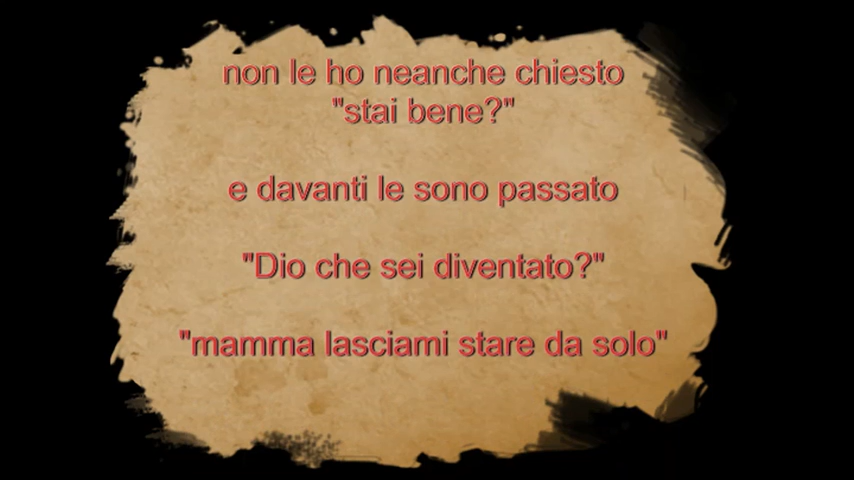 non le ho neanche chiesto
"stai bene?"
e davanti le sono passato
"Dio che sei diventato?"
"mamma lasciami stare da solo"